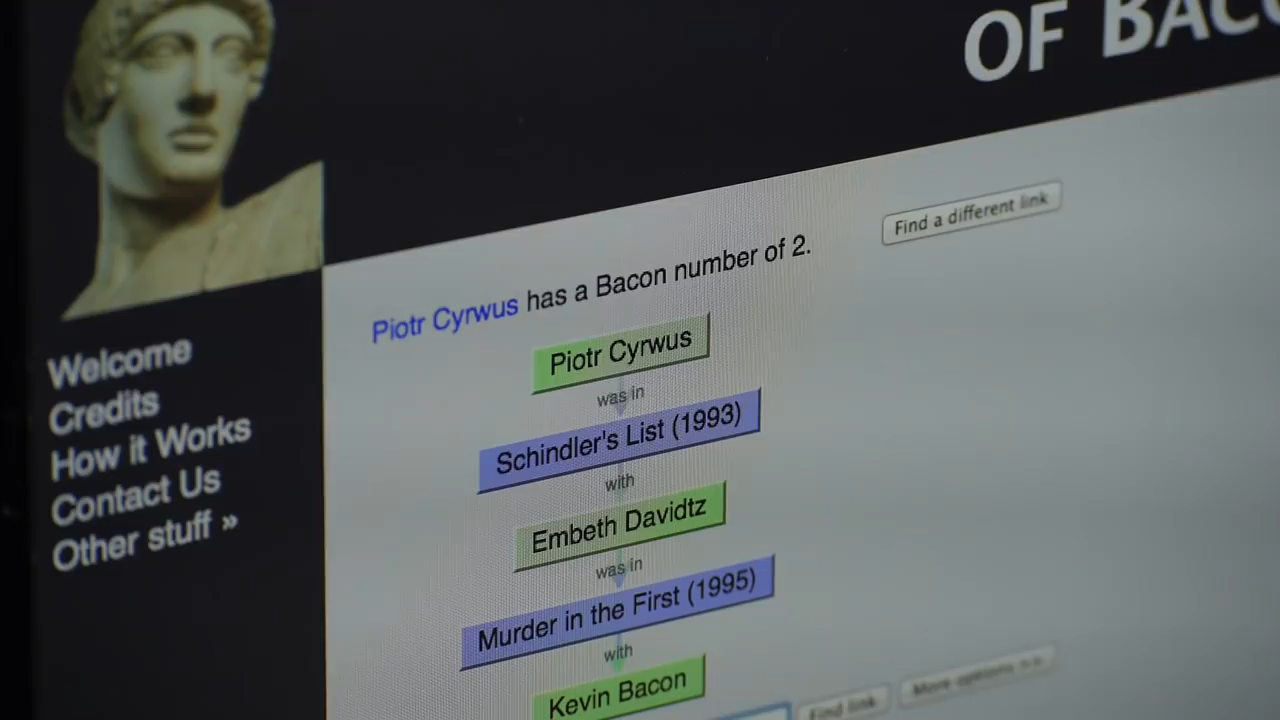 OF BAC
Find a different link
Piotr Cyrwus has a Bacon number of 2.
Piotr Cyrwus
was in
Schindler's List (1993)
with
Embeth Davidtz
was in
Murder in the First (1995)
with
Kevin Bacon
Find link
More options >>
Welcome
Credits
How it Works
Contact Us
Other stuff »